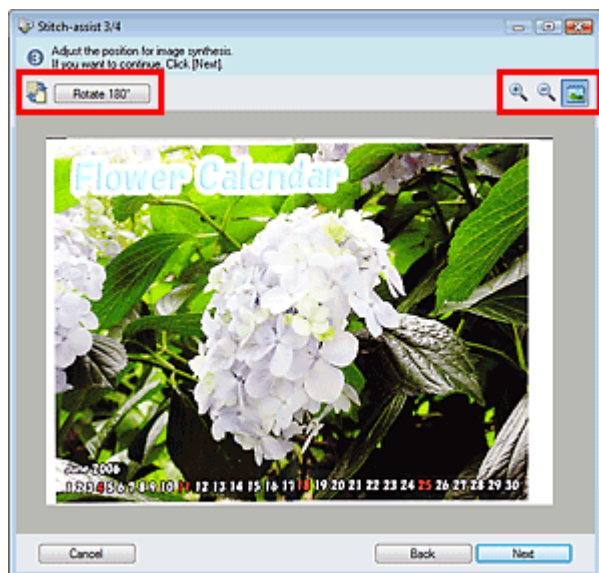 Stitch-assist 3/4
3
Adjust the position for image synthesis.
If you want to continue, Click [Next].
Rotate 180°
Flower Calendar
June 2006
1 2 3 4 5 6 7 8 9 10 11 12 13 14 15 16 17 18 19 20 21 22 23 24 25 26 27 28 29 30
Cancel
Back
Next